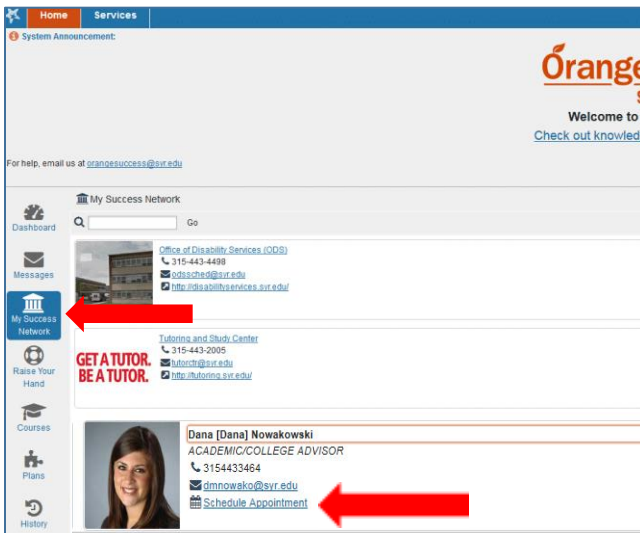 Home Services
System Announcement:
Orange
Welcome to
Check out knowled
For help, email us at orangesuccess@syr.edu
My Success Network
Go
Dashboard
Messages
My Success
Network
Raise Your
Hand
Courses
Plans
History
Office of Disability Services (ODS)
315-443-4498
odssched@syr.edu
http://disabilityservices.syr.edu/
GET A TUTOR.
BE A TUTOR.
Tutoring and Study Center
315-443-2005
tutorctr@syr.edu
http://tutoring.syr.edu/
Dana [Dana] Nowakowski
ACADEMIC/COLLEGE ADVISOR
3154433464
dmnowako@syr.edu
Schedule Appointment